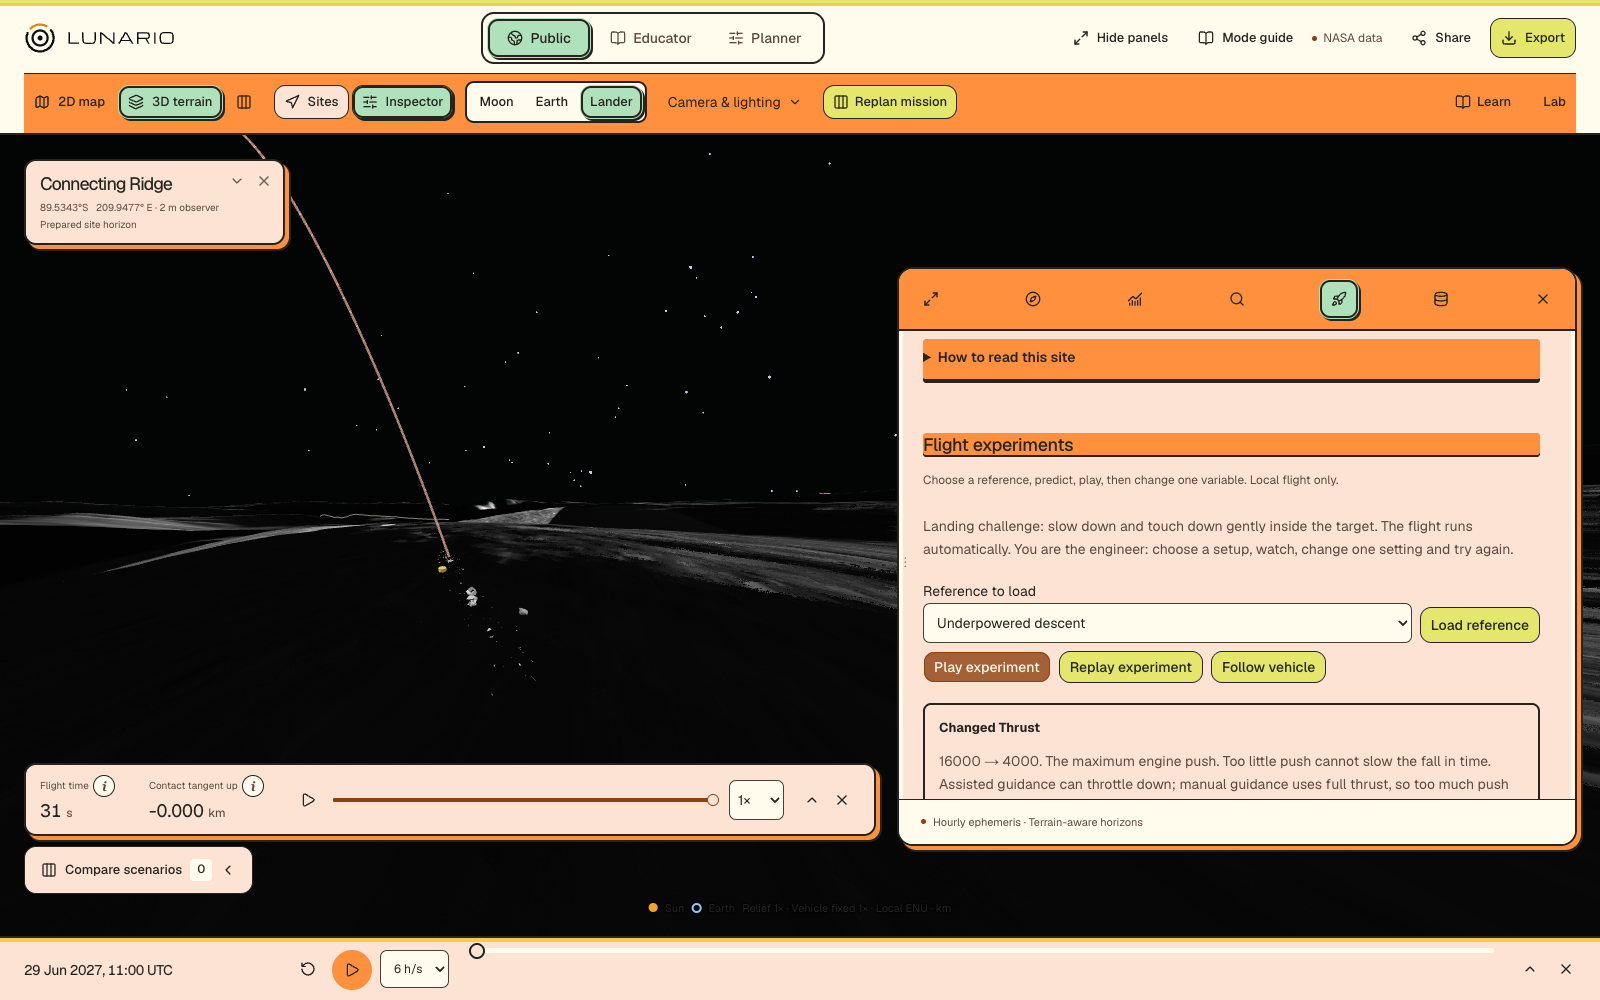 LUNARIO
Public
Educator
Planner
Hide panels
Mode guide
NASA data
Share
Export
2D map
3D terrain
Sites
Inspector
Moon
Earth
Lander
Camera & lighting
Replan mission
Learn
Lab
Connecting Ridge
89.5343°S 209.9477° E · 2 m observer
Prepared site horizon
How to read this site
Flight experiments
Choose a reference, predict, play, then change one variable. Local flight only.
Landing challenge: slow down and touch down gently inside the target. The flight runs
automatically. You are the engineer: choose a setup, watch, change one setting and try again.
Reference to load
Underpowered descent
Load reference
Play experiment
Replay experiment
Follow vehicle
Changed Thrust
16000 → 4000. The maximum engine push. Too little push cannot slow the fall in time.
Assisted guidance can throttle down; manual guidance uses full thrust, so too much push
Hourly ephemeris · Terrain-aware horizons
Flight time i
31 s
Contact tangent up i
-0.000 km
1×
Compare scenarios 0
Sun Earth Relief 1× · Vehicle fixed 1× · Local ENU · km
29 Jun 2027, 11:00 UTC
6 h/s